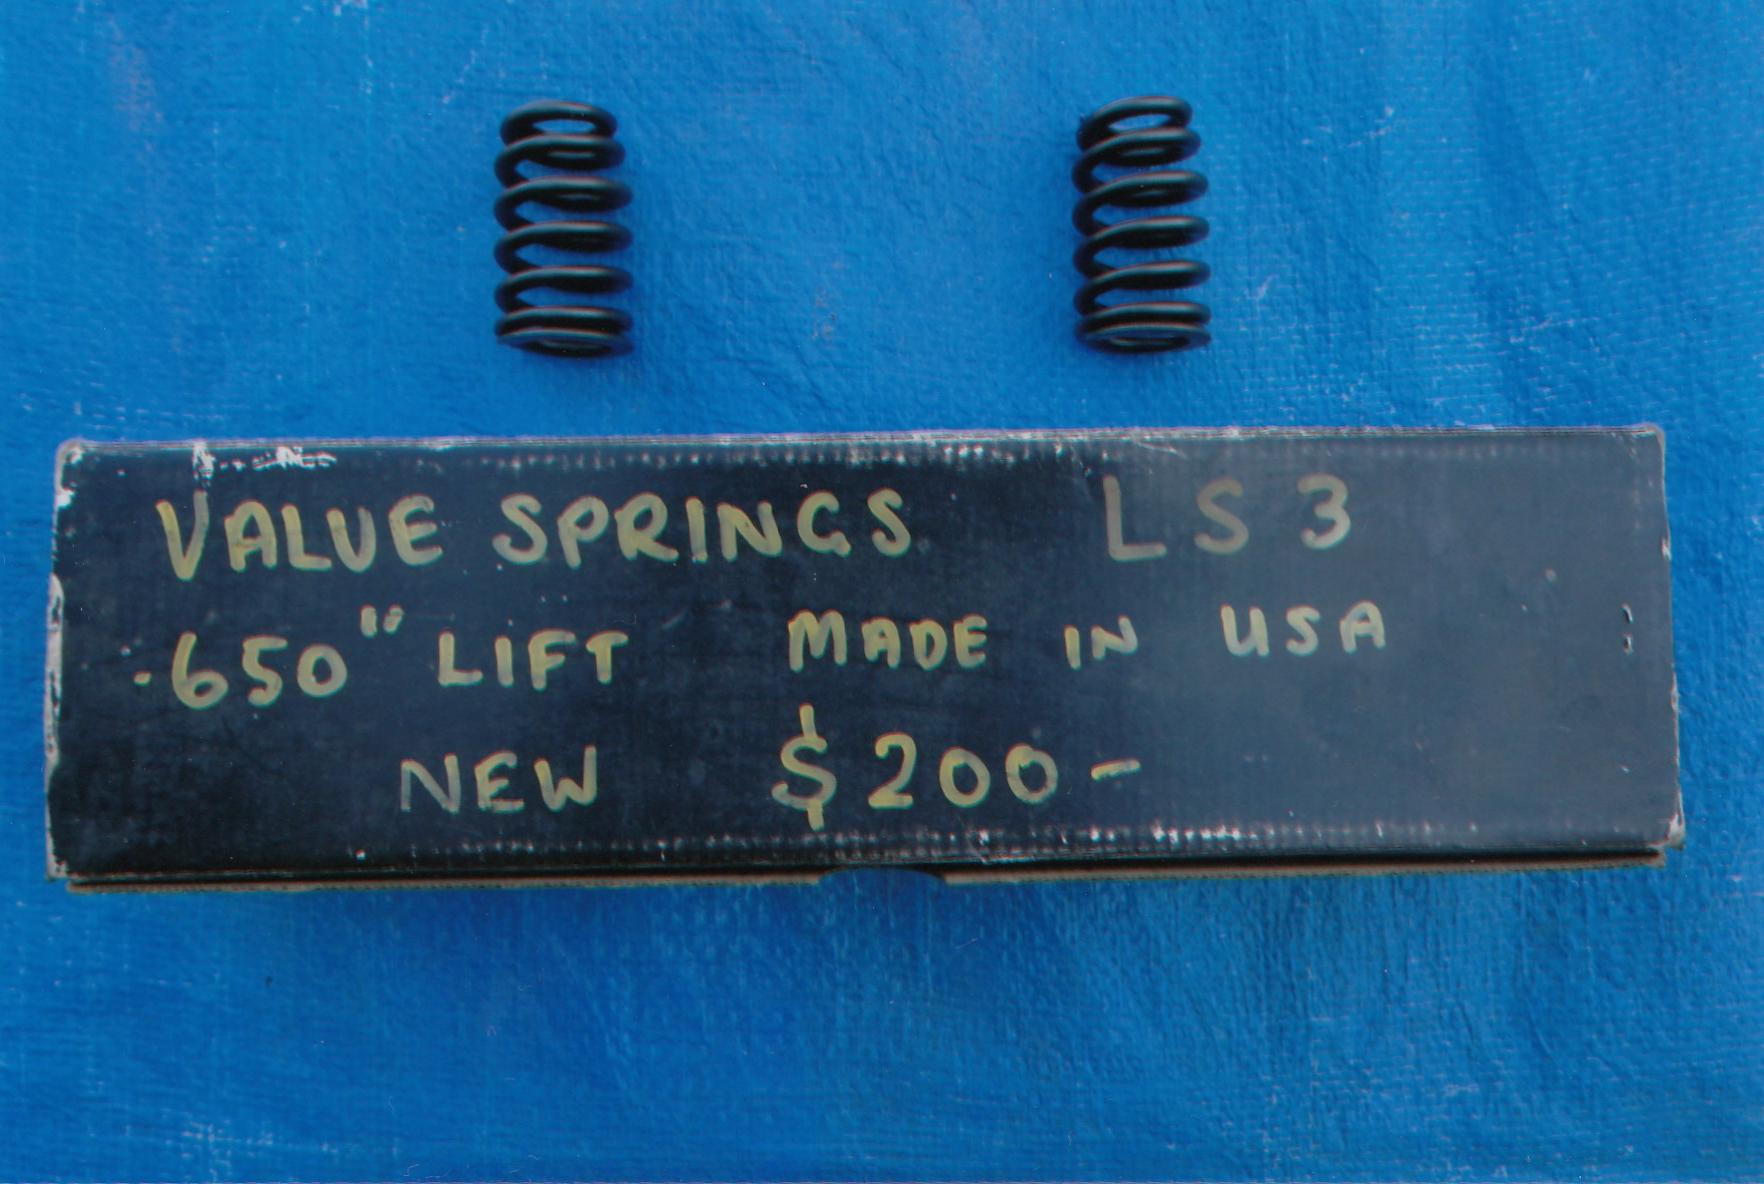 VALUE SPRINGS LS3
.650" LIFT MADE IN USA
NEW $200-